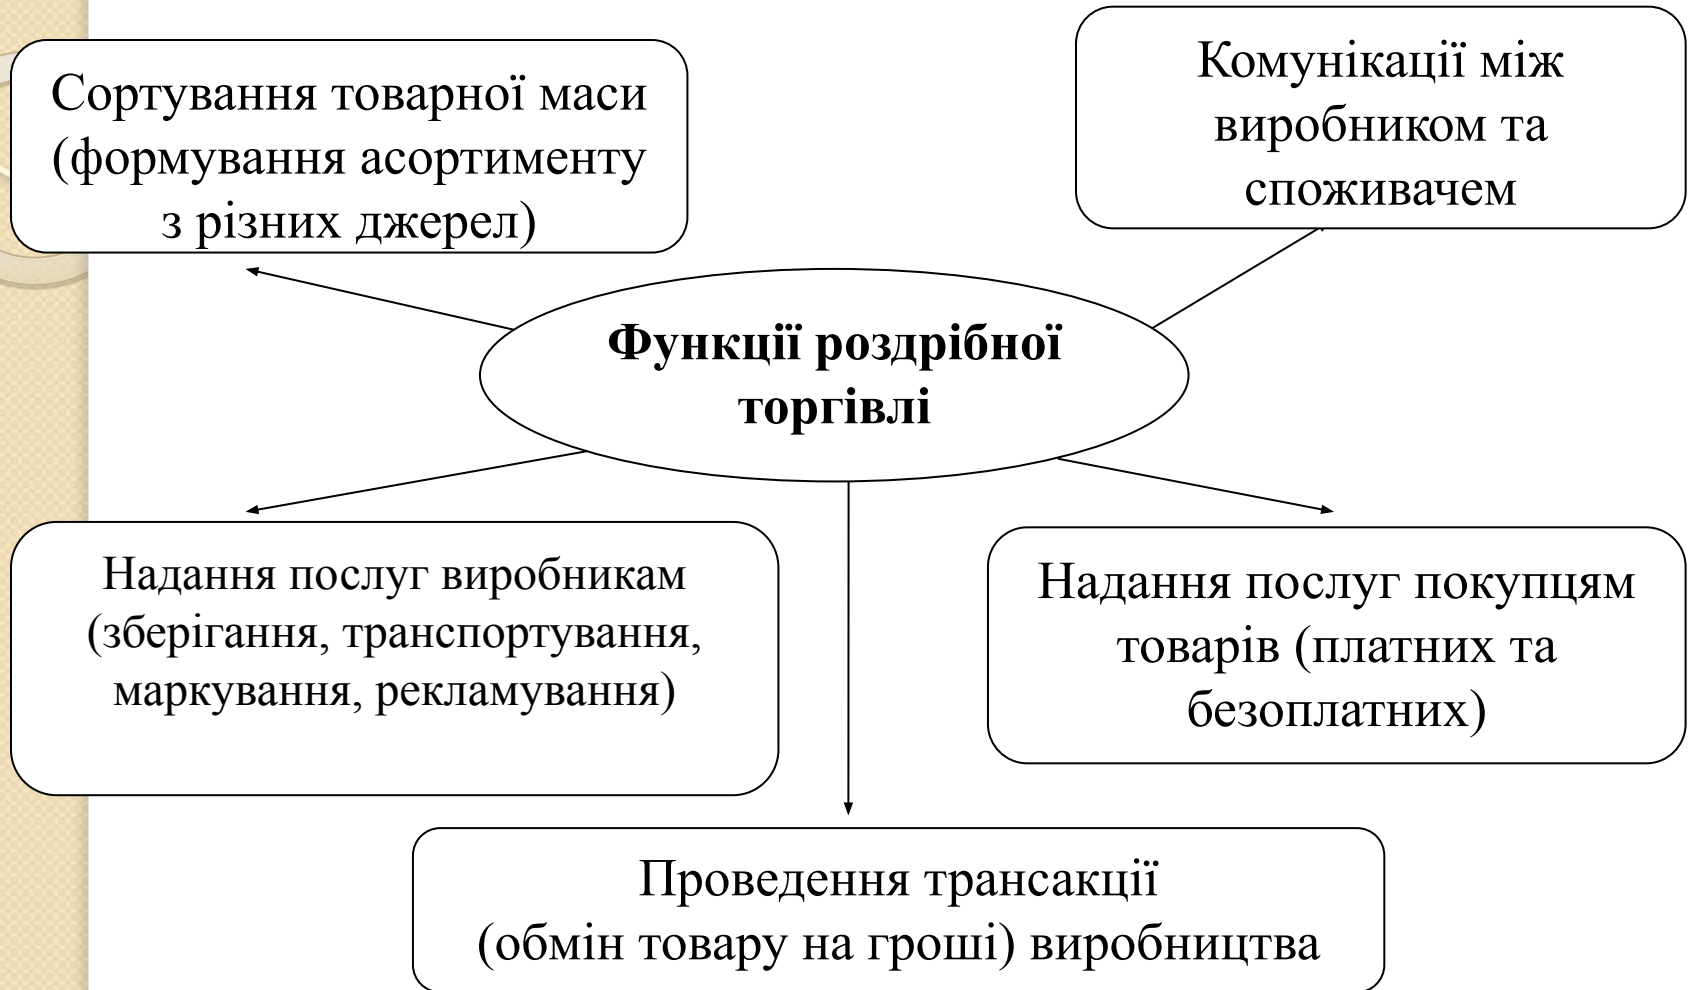 Сортування товарної маси
(формування асортименту
з різних джерел)
Комунікації між
виробником та
споживачем
Функції роздрібної
торгівлі
Надання послуг виробникам
(зберігання, транспортування,
маркування, рекламування)
Надання послуг покупцям
товарів (платних та
безоплатних)
Проведення трансакції
(обмін товару на гроші) виробництва